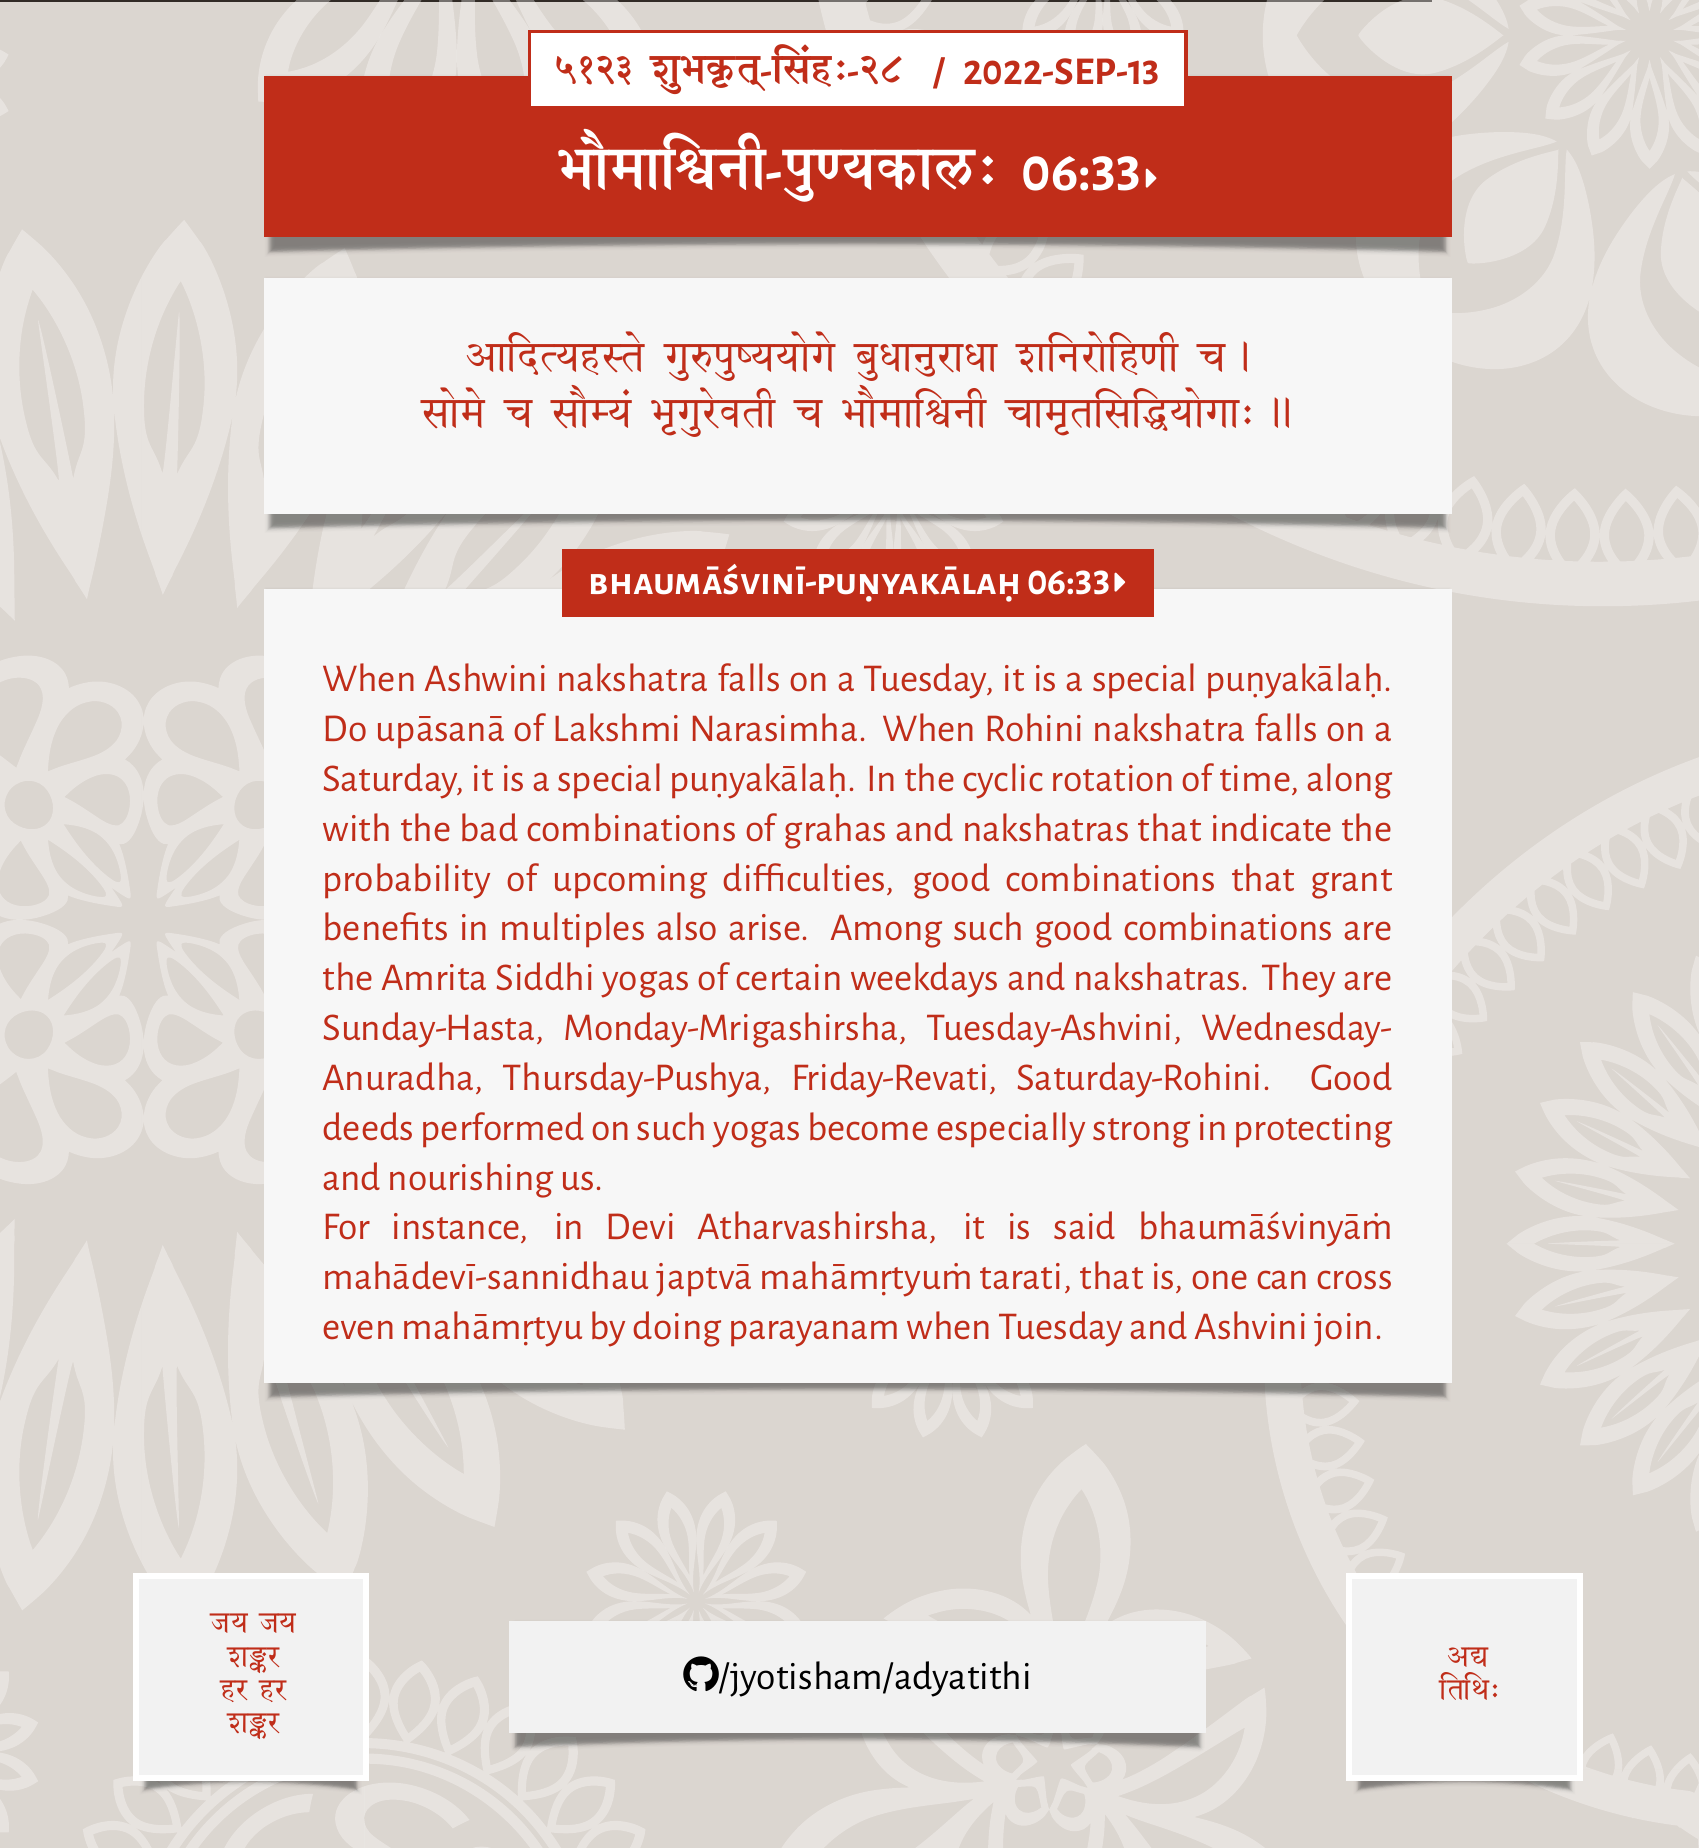 ५१२३ शुभकृत्-सिंहः-२८ / 2022-SEP-13
भौमाश्विनी-पुण्यकालः 06:33▸
आदित्यहस्ते गुरुपुष्ययोगे बुधानुराधा शनिरोहिणी च।
सोमे च सौम्यं भृगुरेवती च भौमाश्विनी चामृतसिद्धियोगाः॥
BHAUMĀŚVINĪ-PUṆYAKĀLAḤ 06:33▸
When Ashwini nakshatra falls on a Tuesday, it is a special puṇyakālaḥ.
Do upāsanā of Lakshmi Narasimha. When Rohini nakshatra falls on a
Saturday, it is a special puṇyakālaḥ. In the cyclic rotation of time, along
with the bad combinations of grahas and nakshatras that indicate the
probability of upcoming difficulties, good combinations that grant
benefits in multiples also arise. Among such good combinations are
the Amrita Siddhi yogas of certain weekdays and nakshatras. They are
Sunday-Hasta, Monday-Mrigashirsha, Tuesday-Ashvini, Wednesday-
Anuradha, Thursday-Pushya, Friday-Revati, Saturday-Rohini. Good
deeds performed on such yogas become especially strong in protecting
and nourishing us.
For instance, in Devi Atharvashirsha, it is said bhaumāśvinyāṁ
mahādevī-sannidhau japtvā mahāmṛtyuṁ tarati, that is, one can cross
even mahāmṛtyu by doing parayanam when Tuesday and Ashvini join.
जय जय
शङ्कर
हर हर
शङ्कर
/jyotisham/adyatithi
अद्य
तिथिः